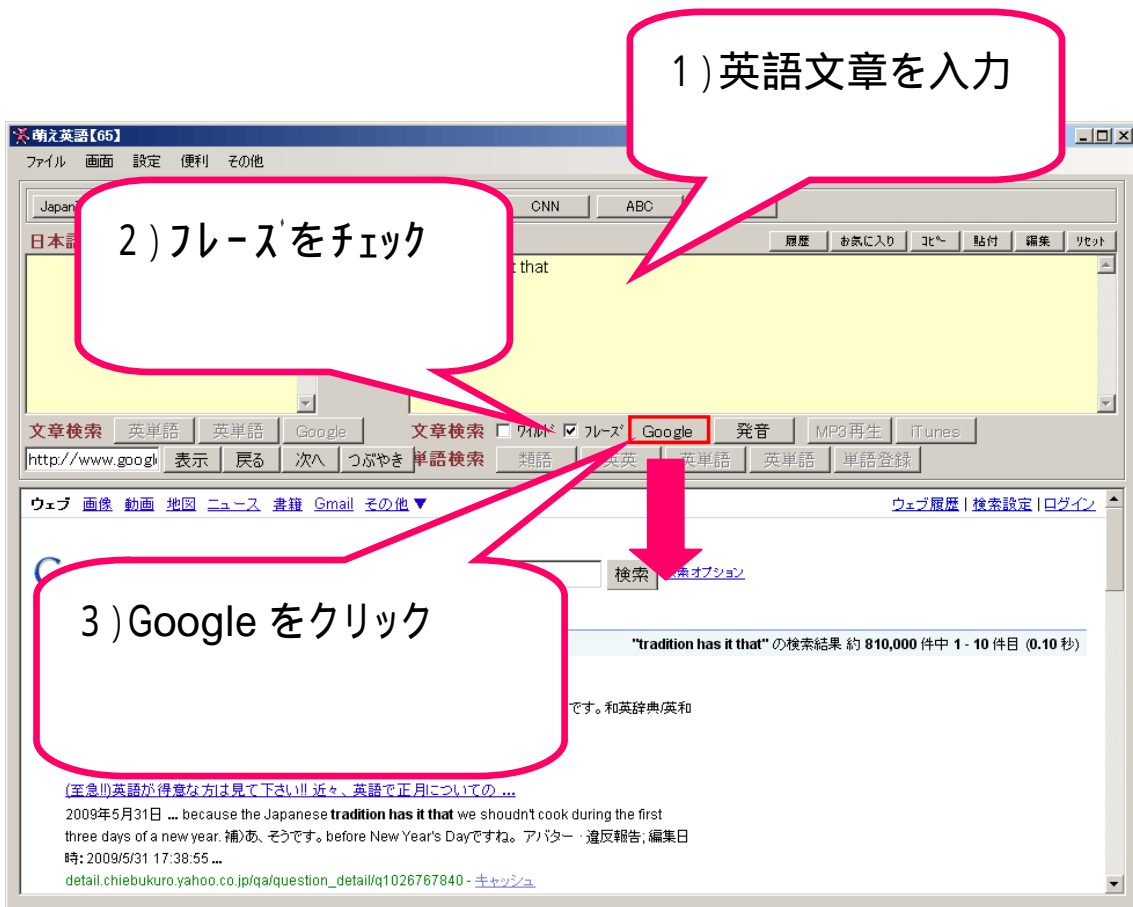 1)英語文章を入力
萌え英語【65】
ファイル 画面 設定 便利 その他
2)フレーズをチェック
Japan
CNN
ABC
日本語
履歴 お気に入り コピー 貼付 編集 リセット
t that
文章検索 英単語 英単語 Google
文章検索 ワイルド フレーズ Google 発音 MP3再生 iTunes
http://www.googl 表示 戻る 次へ つぶやき 単語検索 類語 英英 英単語 英単語 単語登録
ウェブ 画像 動画 地図 ニュース 書籍 Gmail その他 ▼
ウェブ履歴 | 検索設定 | ログイン
検索 検索オプション
3)Google をクリック
"tradition has it that" の検索結果 約 810,000 件中 1 - 10 件目 (0.10 秒)
です。和英辞典/英和
(至急!!)英語が得意な方は見て下さい!! 近々、英語で正月についての ...
2009年5月31日 ... because the Japanese tradition has it that we shoudn't cook during the first
three days of a new year. 補)あ、そうです。before New Year's Dayですね。 アバター · 違反報告; 編集日
時: 2009/5/31 17:38:55 ...
detail.chiebukuro.yahoo.co.jp/qa/question_detail/q1026767840 - キャッシュ